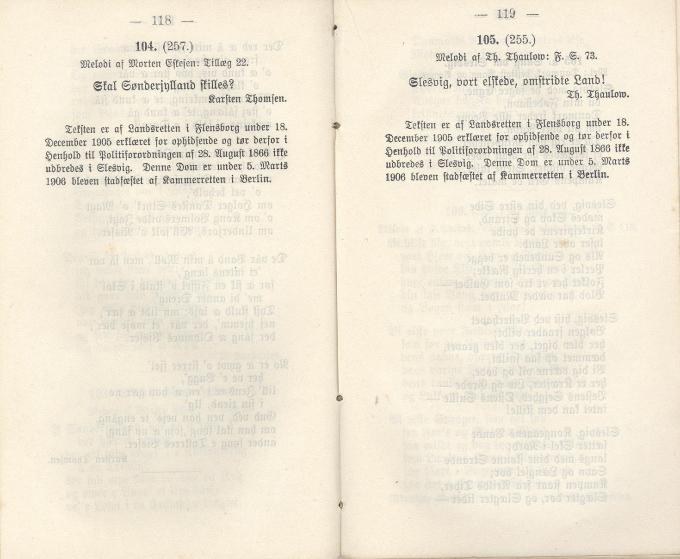 — 118 —
104. (257.)
Melodi af Morten Eskesen: Tillæg 22.
Skal Sønderjylland skilles?
Karsten Thomsen.
Teksten er af Landsretten i Flensborg under 18.
December 1905 erklæret for ophidsende og tør derfor i
Henhold til Politiforordningen af 28. August 1866 ikke
udbredes i Slesvig. Denne Dom er under 5. Marts
1906 bleven stadfæstet af Kammerretten i Berlin.
— 119 —
105. (255.)
Melodi af Th. Thaulow: F. S. 73.
Slesvig, vort elskede, omstridte Land!
Th. Thaulow.
Teksten er af Landsretten i Flensborg under 18.
December 1905 erklæret for ophidsende og tør derfor i
Henhold til Politiforordningen af 28. August 1866 ikke
udbredes i Slesvig. Denne Dom er under 5. Marts
1906 bleven stadfæstet af Kammerretten i Berlin.